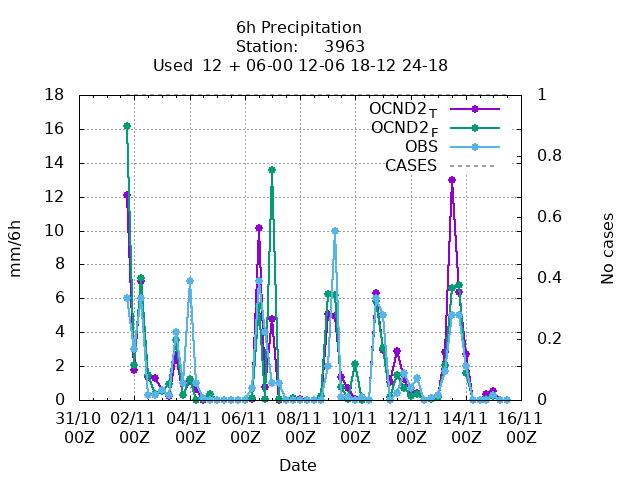 6h Precipitation
Station: 3963
Used 12 + 06-00 12-06 18-12 24-18
OCND2T
OCND2F
OBS
CASES
mm/6h
18
16
14
12
10
8
6
4
2
0
1
0.8
0.6
0.4
0.2
0
No cases
31/10 02/11 04/11 06/11 08/11 10/11 12/11 14/11 16/11
00Z 00Z 00Z 00Z 00Z 00Z 00Z 00Z 00Z
Date